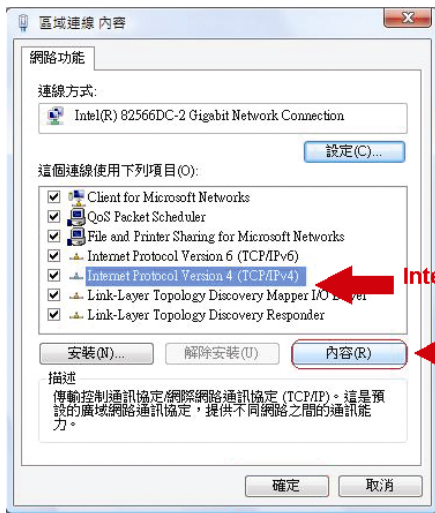 區域連線 內容
網路功能
連線方式:
Intel(R) 82566DC-2 Gigabit Network Connection
設定(C)...
這個連線使用下列項目(O):
Client for Microsoft Networks
QoS Packet Scheduler
File and Printer Sharing for Microsoft Networks
Internet Protocol Version 6 (TCP/IPv6)
Internet Protocol Version 4 (TCP/IPv4)
Inte
Link-Layer Topology Discovery Mapper I/O Driver
Link-Layer Topology Discovery Responder
安裝(N)... 解除安裝(U) 內容(R)
描述
傳輸控制通訊協定/網際網路通訊協定 (TCP/IP)。這是預
設的廣域網路通訊協定，提供不同網路之間的通訊能
力。
確定 取消